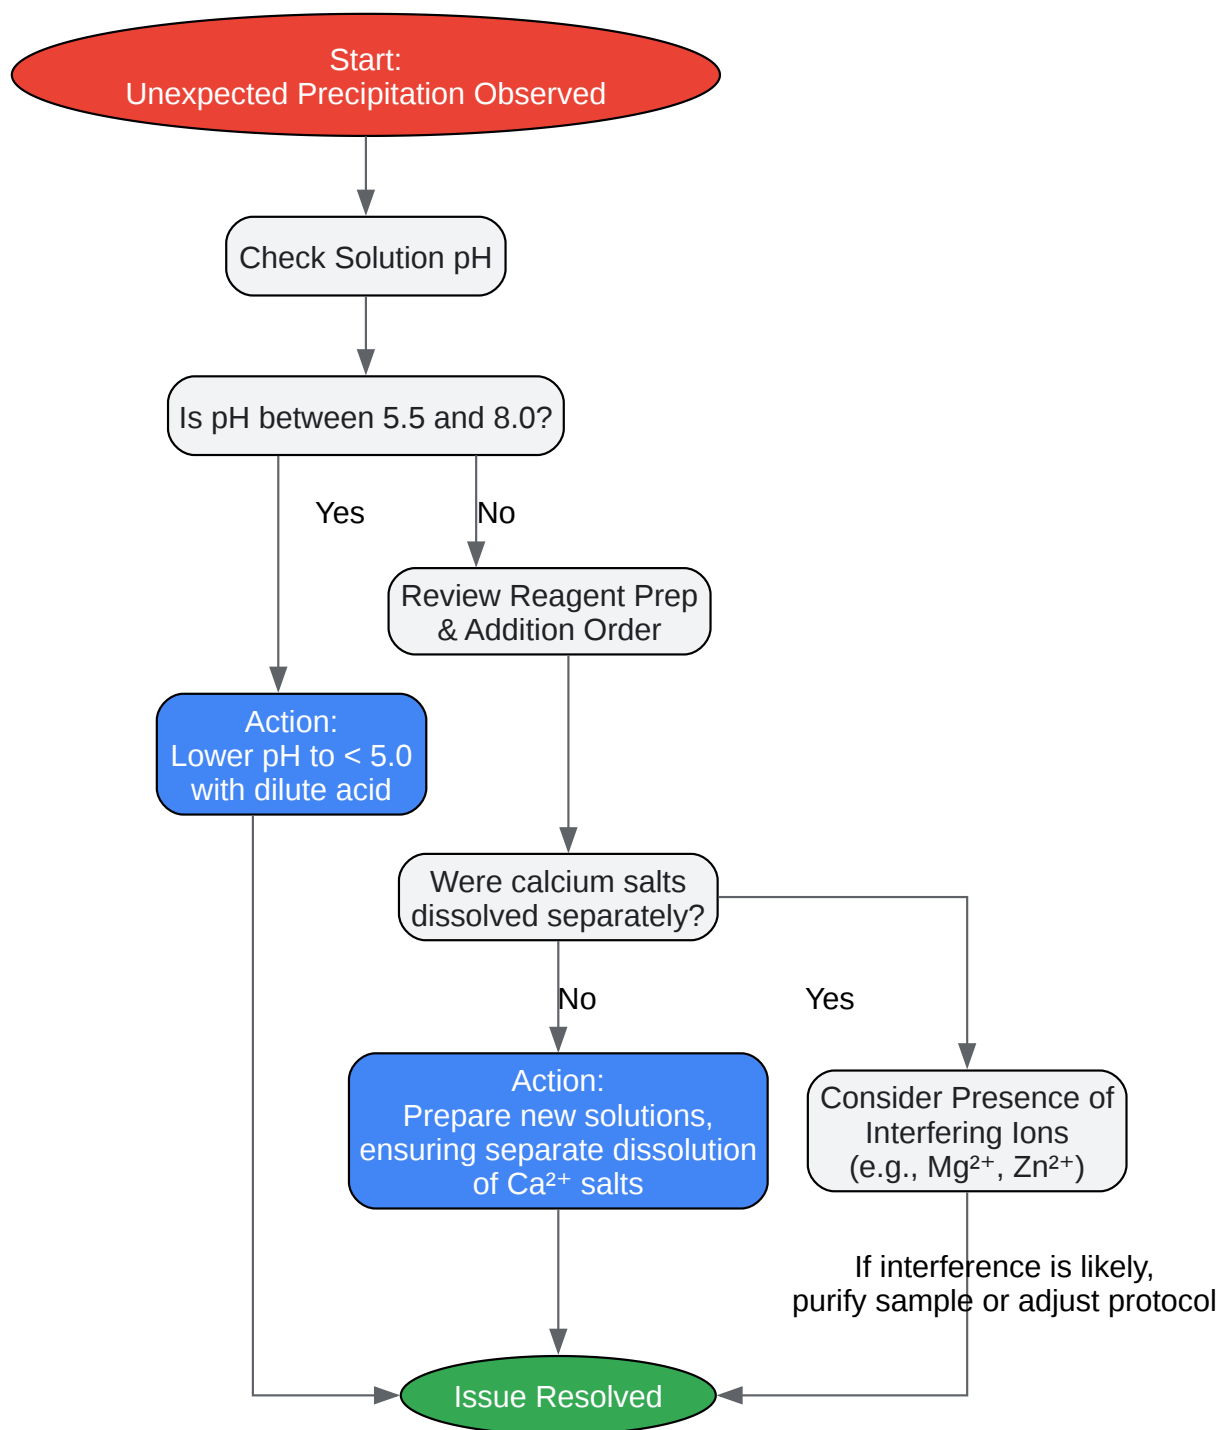 Start:
Unexpected Precipitation Observed
Check Solution pH
Is pH between 5.5 and 8.0?
Yes
No
Review Reagent Prep
& Addition Order
Action:
Lower pH to < 5.0
with dilute acid
Were calcium salts
dissolved separately?
No
Yes
Action:
Prepare new solutions,
ensuring separate dissolution
of Ca²⁺ salts
Consider Presence of
Interfering Ions
(e.g., Mg²⁺, Zn²⁺)
If interference is likely,
purify sample or adjust protocol
Issue Resolved